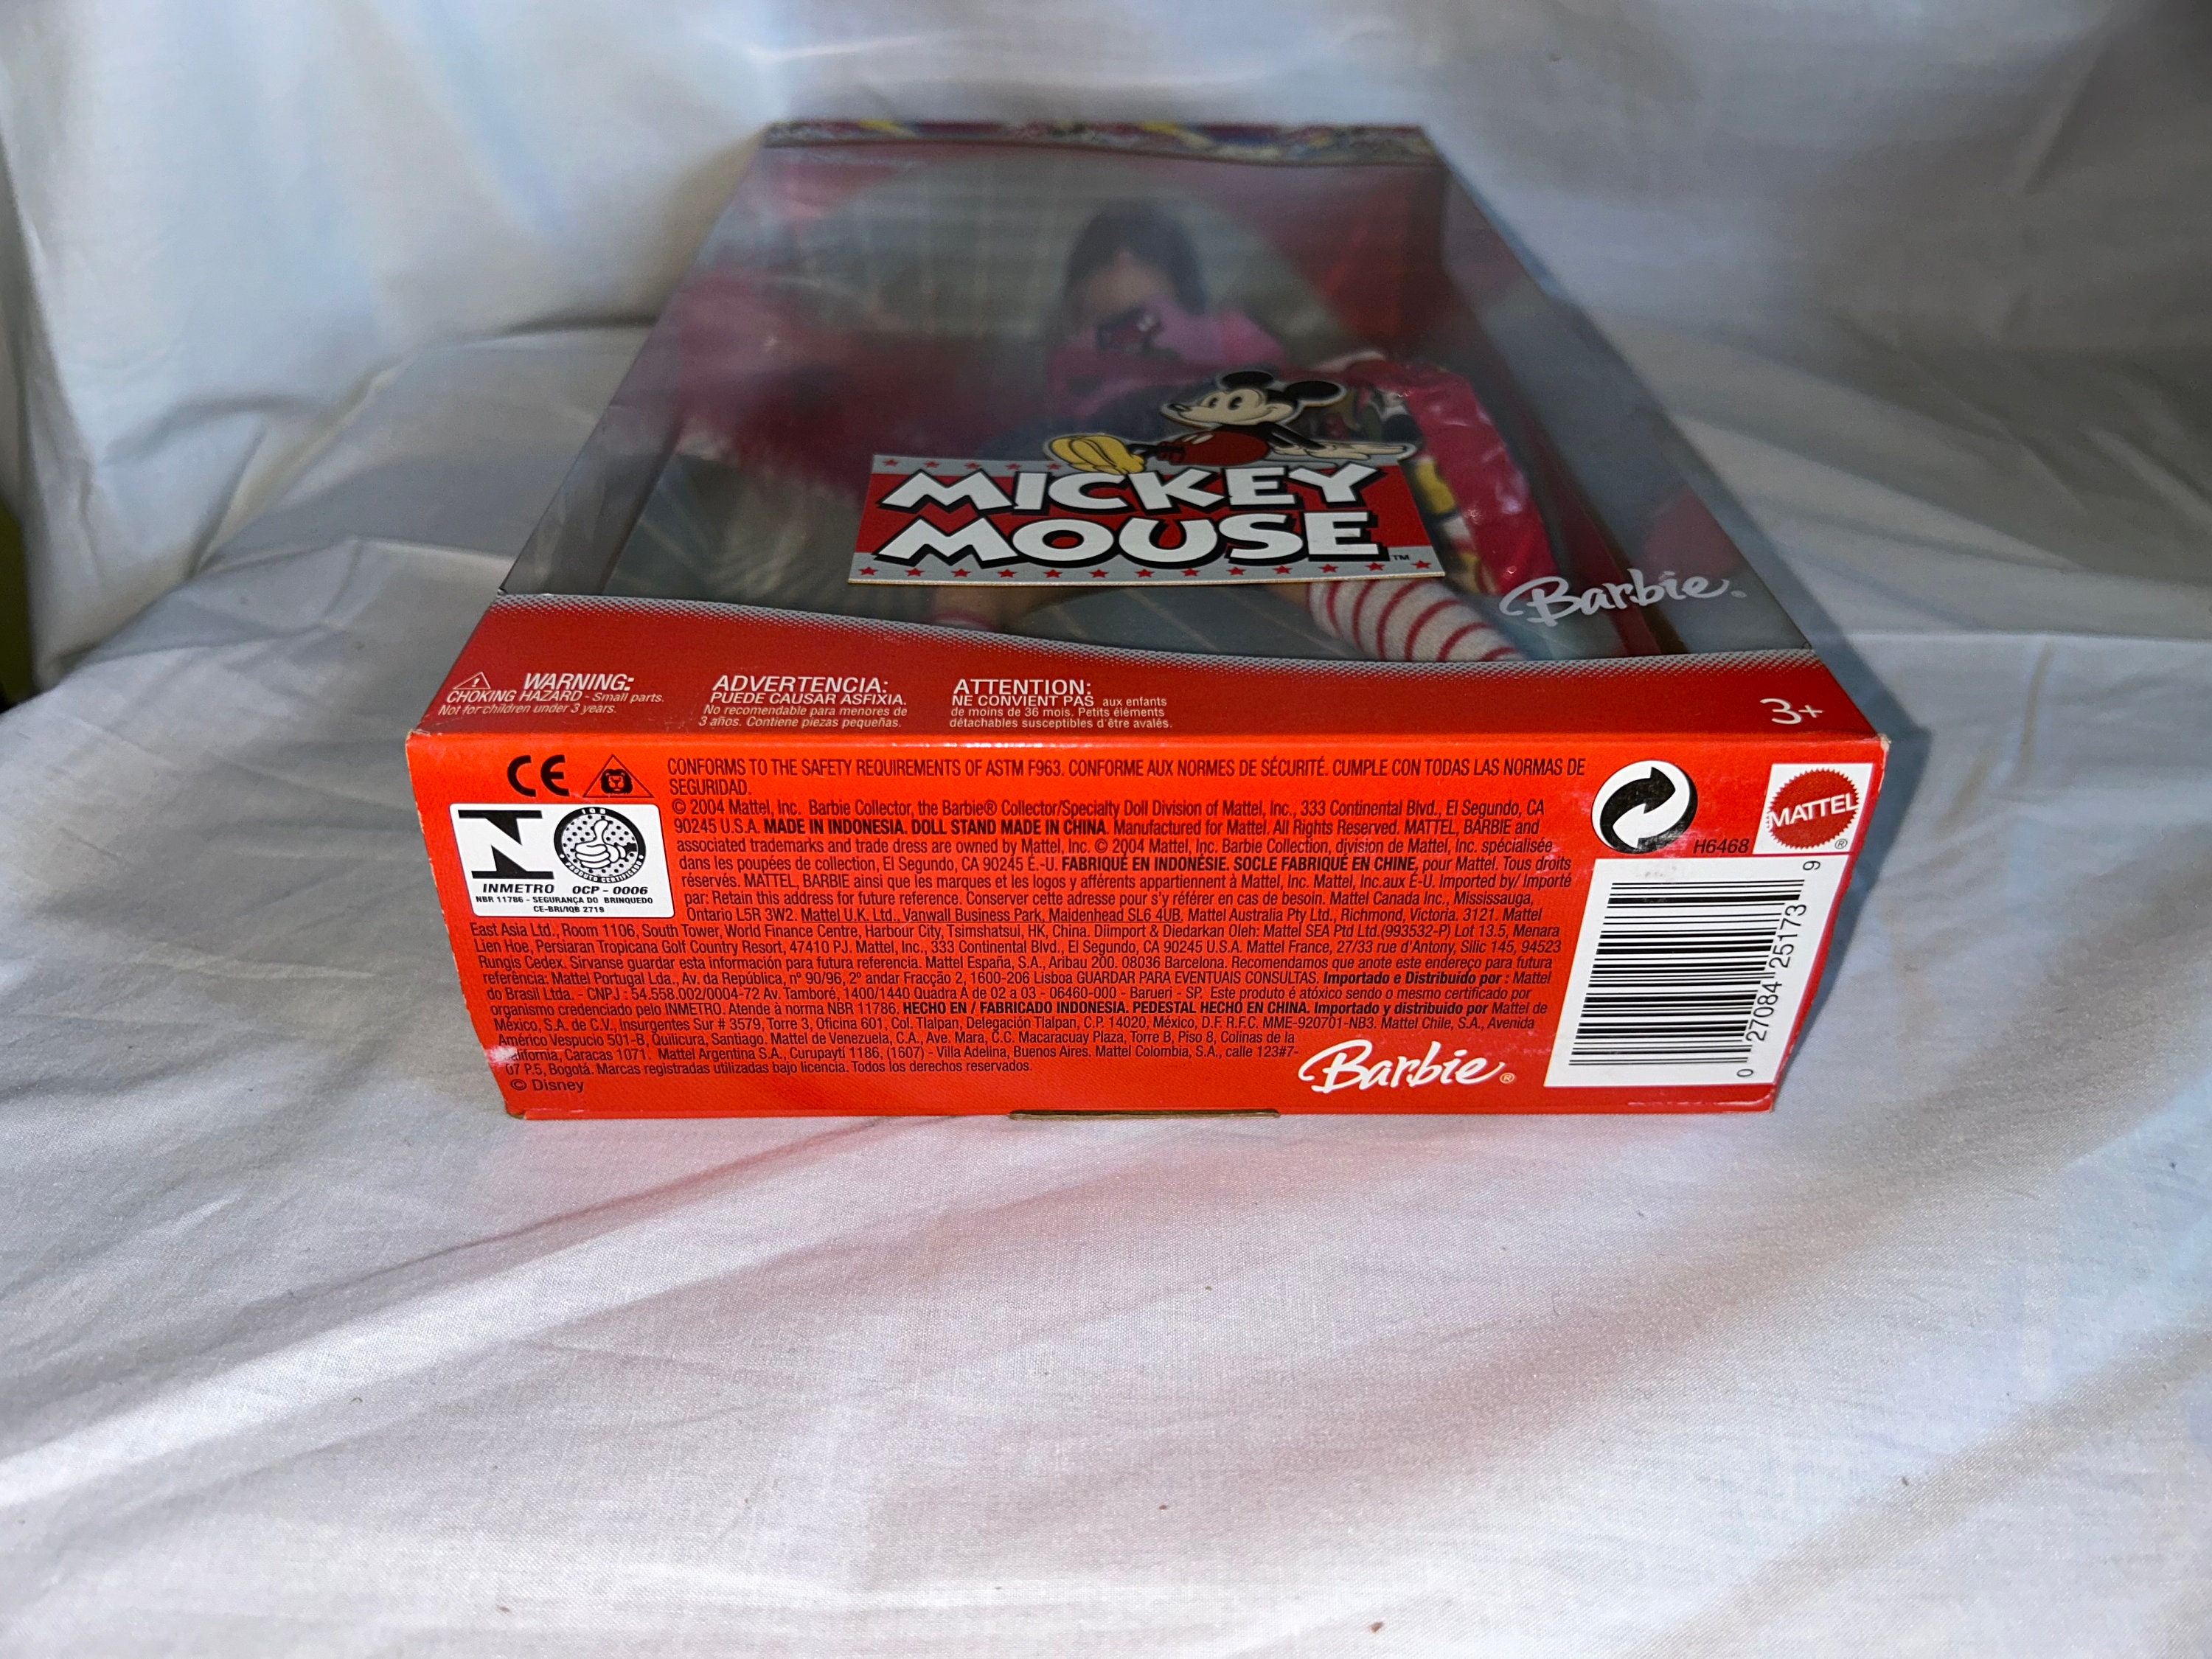 MICKEY
MOUSE™
Barbie®
WARNING:
CHOKING HAZARD - Small parts.
Not for children under 3 years.
ADVERTENCIA:
PUEDE CAUSAR ASFIXIA.
No recomendable para menores de
3 años. Contiene piezas pequeñas.
ATTENTION:
NE CONVIENT PAS aux enfants
de moins de 36 mois. Petits éléments
détachables susceptibles d'être avalés.
3+
CE
INMETRO OCP - 0006
NBR 11786 - SEGURANÇA DO BRINQUEDO
CE-BRI/IQB 2719
CONFORMS TO THE SAFETY REQUIREMENTS OF ASTM F963. CONFORME AUX NORMES DE SÉCURITÉ. CUMPLE CON TODAS LAS NORMAS DE
SEGURIDAD.
© 2004 Mattel, Inc. Barbie Collector, the Barbie® Collector/Specialty Doll Division of Mattel, Inc., 333 Continental Blvd., El Segundo, CA
90245 U.S.A. MADE IN INDONESIA. DOLL STAND MADE IN CHINA. Manufactured for Mattel. All Rights Reserved. MATTEL, BARBIE and
associated trademarks and trade dress are owned by Mattel, Inc. © 2004 Mattel, Inc. Barbie Collection, división de Mattel, Inc. spécialisée
dans les poupées de collection, El Segundo, CA 90245 É.-U. FABRIQUÉ EN INDONÉSIE. SOCLE FABRIQUÉ EN CHINE, pour Mattel. Tous droits
réservés. MATTEL, BARBIE ainsi que les marques et les logos y afférents appartiennent à Mattel, Inc. Mattel, Inc.aux É-U. Imported by/ Importé
par: Retain this address for future reference. Conserver cette adresse pour s'y référer en cas de besoin. Mattel Canada Inc., Mississauga,
Ontario L5R 3W2. Mattel U.K. Ltd., Vanwall Business Park, Maidenhead SL6 4UB. Mattel Australia Pty Ltd., Richmond, Victoria. 3121. Mattel
East Asia Ltd., Room 1106, South Tower, World Finance Centre, Harbour City, Tsimshatsui, HK, China. Diimport & Diedarkan Oleh: Mattel SEA Ptd Ltd.(993532-P) Lot 13.5, Menara
Lien Hoe, Persiaran Tropicana Golf Country Resort, 47410 PJ. Mattel, Inc., 333 Continental Blvd., El Segundo, CA 90245 U.S.A. Mattel France, 27/33 rue d'Antony, Silic 145, 94523
Rungis Cedex. Sírvanse guardar esta información para futura referencia. Mattel España, S.A., Aribau 200. 08036 Barcelona. Recomendamos que anote este endereço para futura
referência: Mattel Portugal Lda., Av. da República, nº 90/96, 2º andar Fracção 2, 1600-206 Lisboa GUARDAR PARA EVENTUAIS CONSULTAS. Importado e Distribuido por : Mattel
do Brasil Ltda. - CNPJ : 54.558.002/0004-72 Av. Tamboré, 1400/1440 Quadra A de 02 a 03 - 06460-000 - Barueri - SP. Este produto é atóxico sendo o mesmo certificado por
organismo credenciado pelo INMETRO. Atende à norma NBR 11786. HECHO EN / FABRICADO INDONESIA. PEDESTAL HECHO EN CHINA. Importado y distribuido por Mattel de
México, S.A. de C.V., Insurgentes Sur # 3579, Torre 3, Oficina 601, Col. Tlalpan, Delegación Tlalpan, C.P. 14020, México, D.F. R.F.C. MME-920701-NB3. Mattel Chile, S.A., Avenida
Américo Vespucio 501-B, Quilicura, Santiago. Mattel de Venezuela, C.A., Ave. Mara, C.C. Macaracuay Plaza, Torre B, Piso 8, Colinas de la
California, Caracas 1071. Mattel Argentina S.A., Curupaytí 1186, (1607) - Villa Adelina, Buenos Aires. Mattel Colombia, S.A., calle 123#7-
07 P.5, Bogotá. Marcas registradas utilizadas bajo licencia. Todos los derechos reservados.
© Disney
Barbie®
H6468
MATTEL®
0 27084 25173 9